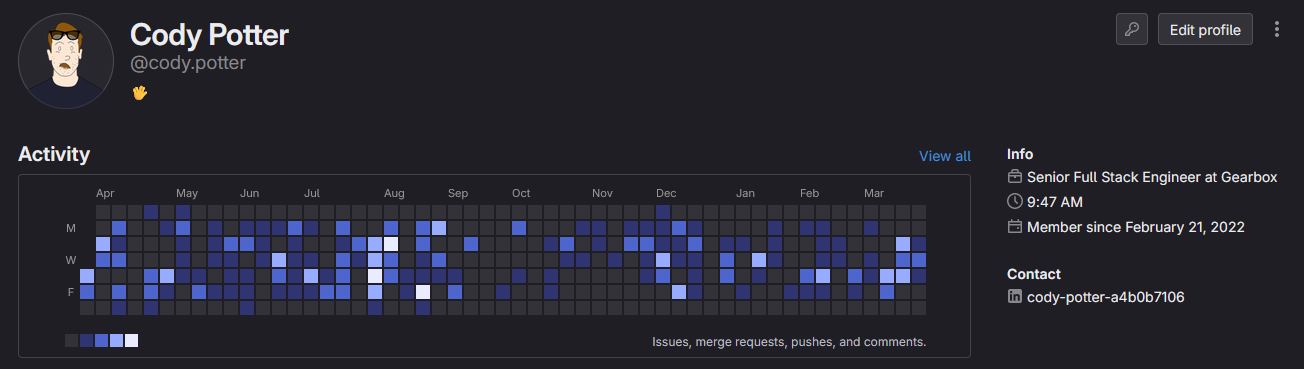 Cody Potter
@cody.potter
Edit profile
Activity
View all
Apr May Jun Jul Aug Sep Oct Nov Dec Jan Feb Mar
M
W
F
Issues, merge requests, pushes, and comments.
Info
Senior Full Stack Engineer at Gearbox
9:47 AM
Member since February 21, 2022
Contact
cody-potter-a4b0b7106